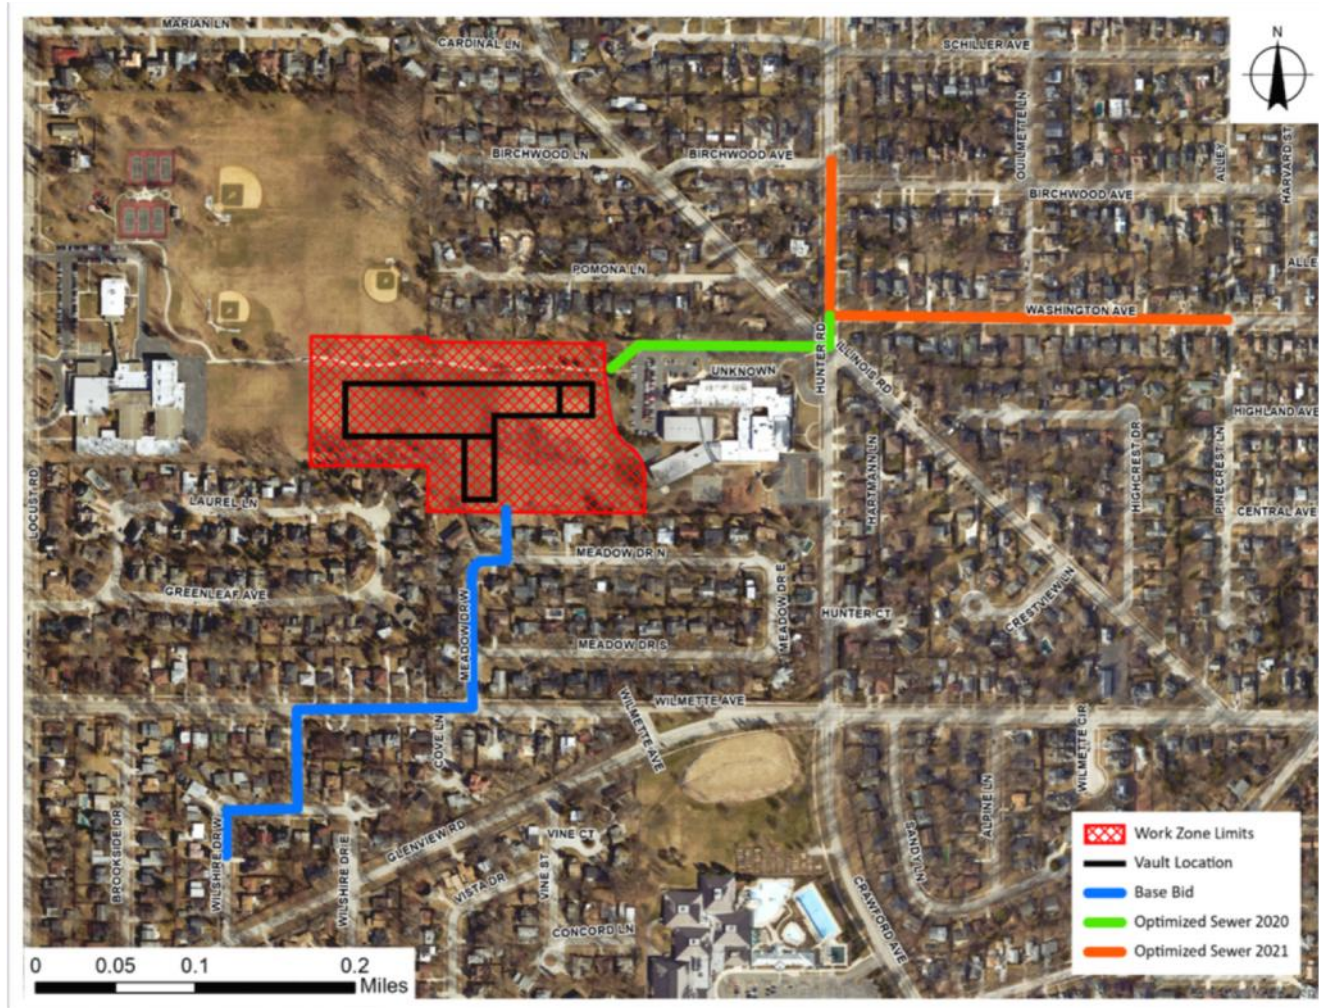 MARIAN LN
CARDINAL LN
SCHILLER AVE
N
OUILMETTE LN
ALLEY
HARVARD ST
BIRCHWOOD LN
BIRCHWOOD AVE
BIRCHWOOD AVE
POMONA LN
ALLE
WASHINGTON AVE
HUNTER RD
ILLINOIS RD
UNKNOWN
HIGHLAND AVE
HIGHCREST DR
PINECREST LN
HARTMANN LN
LOCUST RD
LAUREL LN
CENTRAL AVE
MEADOW DR N
GREENLEAF AVE
MEADOW DR W
MEADOW DR E
HUNTER CT
CRESTVIEW LN
MEADOW DR S
WILMETTE AVE
WILMETTE AVE
COVE LN
WILMETTE CIR
ALPINE LN
SANDY LN
BROOKSIDE DR
WILSHIRE DR W
WILSHIRE DR E
GLENVIEW RD
VINE CT
VINE ST
VISTA DR
CONCORD LN
CRAWFORD AVE
Work Zone Limits
Vault Location
Base Bid
Optimized Sewer 2020
Optimized Sewer 2021
0 0.05 0.1 0.2
Miles